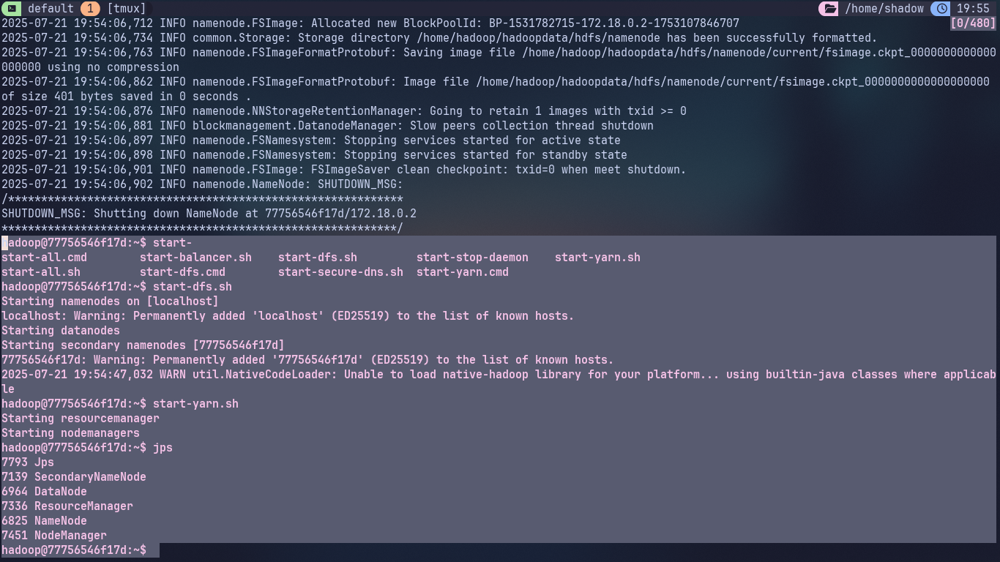 default 1 [tmux] /home/shadow 19:55
2025-07-21 19:54:06,712 INFO namenode.FSImage: Allocated new BlockPoolId: BP-1531782715-172.18.0.2-1753107846707 [0/480]
2025-07-21 19:54:06,734 INFO common.Storage: Storage directory /home/hadoop/hadoopdata/hdfs/namenode has been successfully formatted.
2025-07-21 19:54:06,763 INFO namenode.FSImageFormatProtobuf: Saving image file /home/hadoop/hadoopdata/hdfs/namenode/current/fsimage.ckpt_0000000000000
000000 using no compression
2025-07-21 19:54:06,862 INFO namenode.FSImageFormatProtobuf: Image file /home/hadoop/hadoopdata/hdfs/namenode/current/fsimage.ckpt_0000000000000000000
of size 401 bytes saved in 0 seconds .
2025-07-21 19:54:06,876 INFO namenode.NNStorageRetentionManager: Going to retain 1 images with txid >= 0
2025-07-21 19:54:06,881 INFO blockmanagement.DatanodeManager: Slow peers collection thread shutdown
2025-07-21 19:54:06,897 INFO namenode.FSNamesystem: Stopping services started for active state
2025-07-21 19:54:06,898 INFO namenode.FSNamesystem: Stopping services started for standby state
2025-07-21 19:54:06,901 INFO namenode.FSImage: FSImageSaver clean checkpoint: txid=0 when meet shutdown.
2025-07-21 19:54:06,902 INFO namenode.NameNode: SHUTDOWN_MSG:
/************************************************************
SHUTDOWN_MSG: Shutting down NameNode at 77756546f17d/172.18.0.2
************************************************************/
hadoop@77756546f17d:~$ start-
start-all.cmd start-balancer.sh start-dfs.sh start-stop-daemon start-yarn.sh
start-all.sh start-dfs.cmd start-secure-dns.sh start-yarn.cmd
hadoop@77756546f17d:~$ start-dfs.sh
Starting namenodes on [localhost]
localhost: Warning: Permanently added 'localhost' (ED25519) to the list of known hosts.
Starting datanodes
Starting secondary namenodes [77756546f17d]
77756546f17d: Warning: Permanently added '77756546f17d' (ED25519) to the list of known hosts.
2025-07-21 19:54:47,032 WARN util.NativeCodeLoader: Unable to load native-hadoop library for your platform... using builtin-java classes where applicab
le
hadoop@77756546f17d:~$ start-yarn.sh
Starting resourcemanager
Starting nodemanagers
hadoop@77756546f17d:~$ jps
7793 Jps
7139 SecondaryNameNode
6964 DataNode
7336 ResourceManager
6825 NameNode
7451 NodeManager
hadoop@77756546f17d:~$